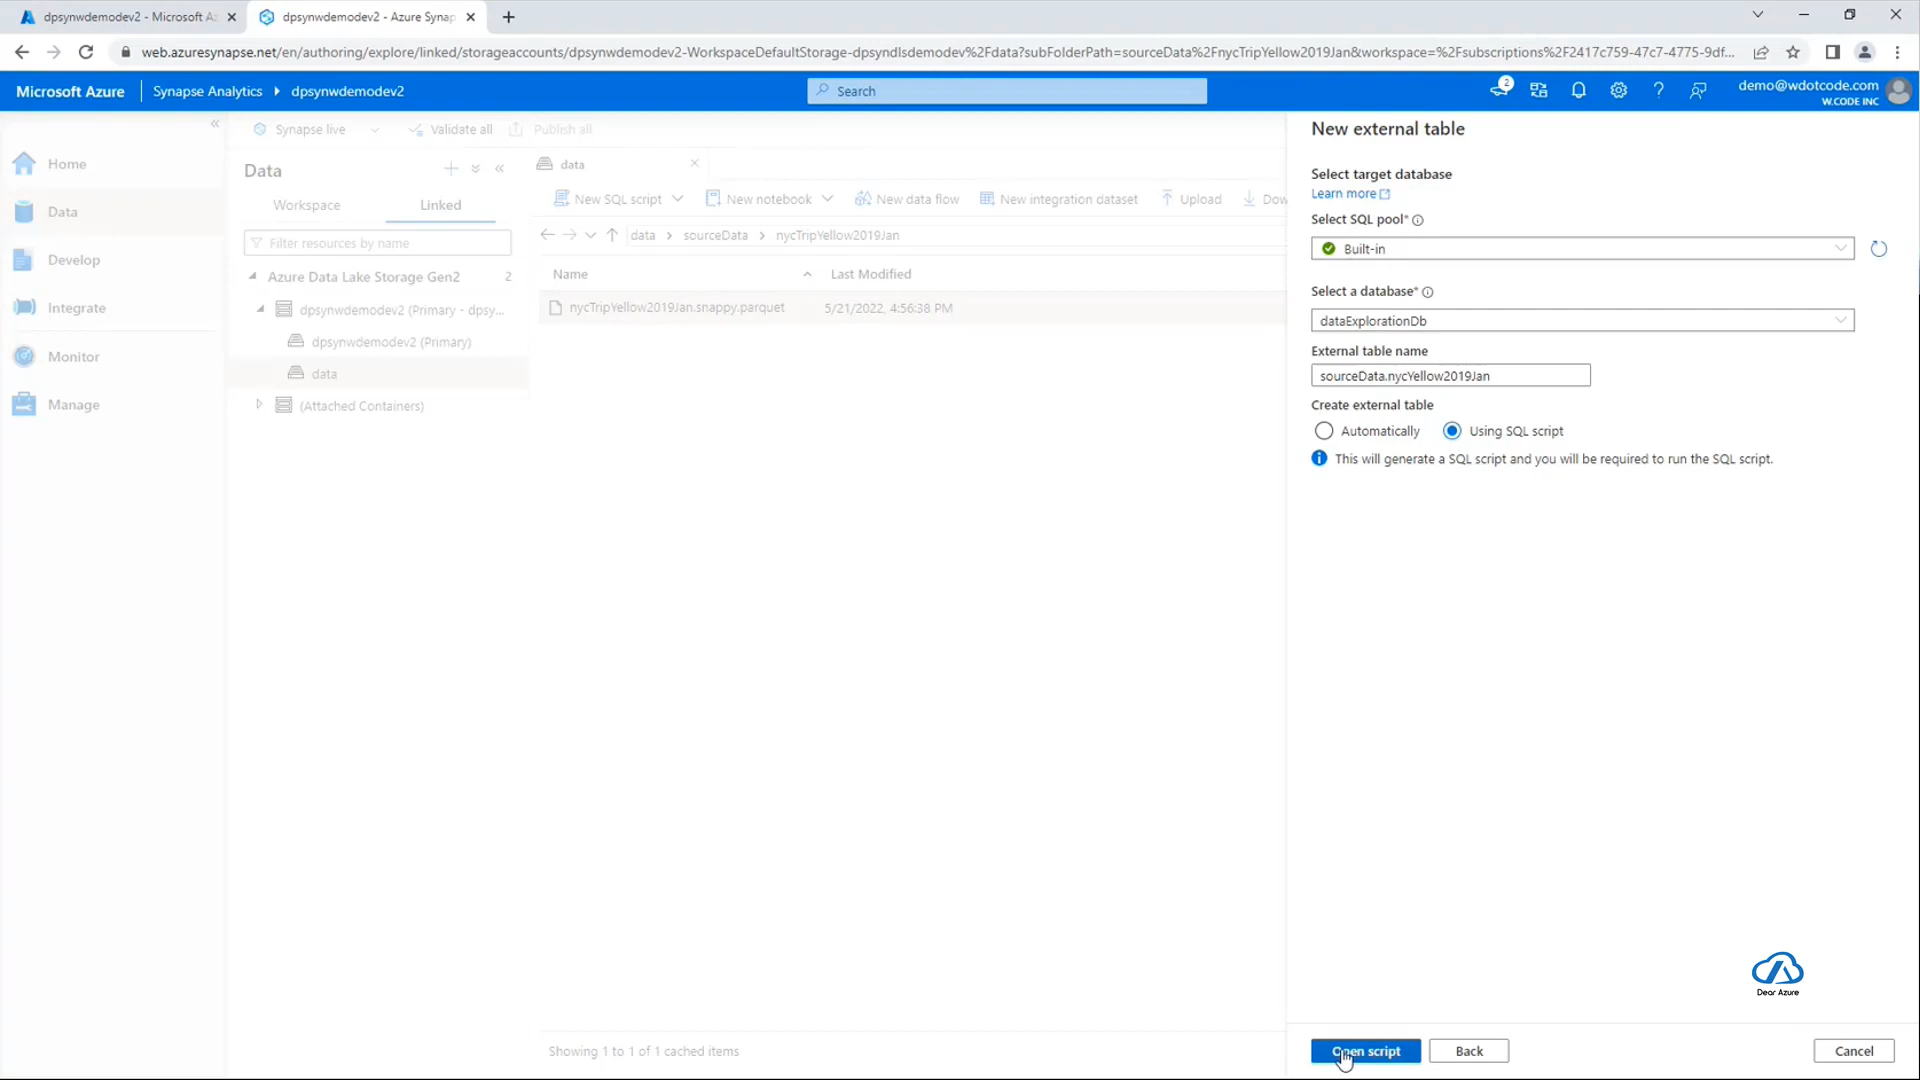 dpsynwdemodev2 - Microsoft A
dpsynwdemodev2 - Azure Synap
web.azuresynapse.net/en/authoring/explore/linked/storageaccounts/dpsynwdemodev2-WorkspaceDefaultStorage-dpsyndlsdemodev%2Fdata?subFolderPath=sourceData%2FnycTripYellow2019Jan&workspace=%2Fsubscriptions%2F2417c759-47c7-4775-9df...
Microsoft Azure
Synapse Analytics
dpsynwdemodev2
Search
2
demo@wdotcode.com
W.CODE INC
Home
Data
Develop
Integrate
Monitor
Manage
Synapse live
Validate all
Publish all
Data
Workspace
Linked
Filter resources by name
Azure Data Lake Storage Gen2 2
dpsynwdemodev2 (Primary - dpsy...
dpsynwdemodev2 (Primary)
data
(Attached Containers)
data
New SQL script
New notebook
New data flow
New integration dataset
Upload
Dow
data > sourceData > nycTripYellow2019Jan
Name
Last Modified
nycTripYellow2019Jan.snappy.parquet
5/21/2022, 4:56:38 PM
Showing 1 to 1 of 1 cached items
New external table
Select target database
Learn more
Select SQL pool*
Built-in
Select a database*
dataExplorationDb
External table name
sourceData.nycYellow2019Jan
Create external table
Automatically
Using SQL script
This will generate a SQL script and you will be required to run the SQL script.
Dear Azure
Open script
Back
Cancel